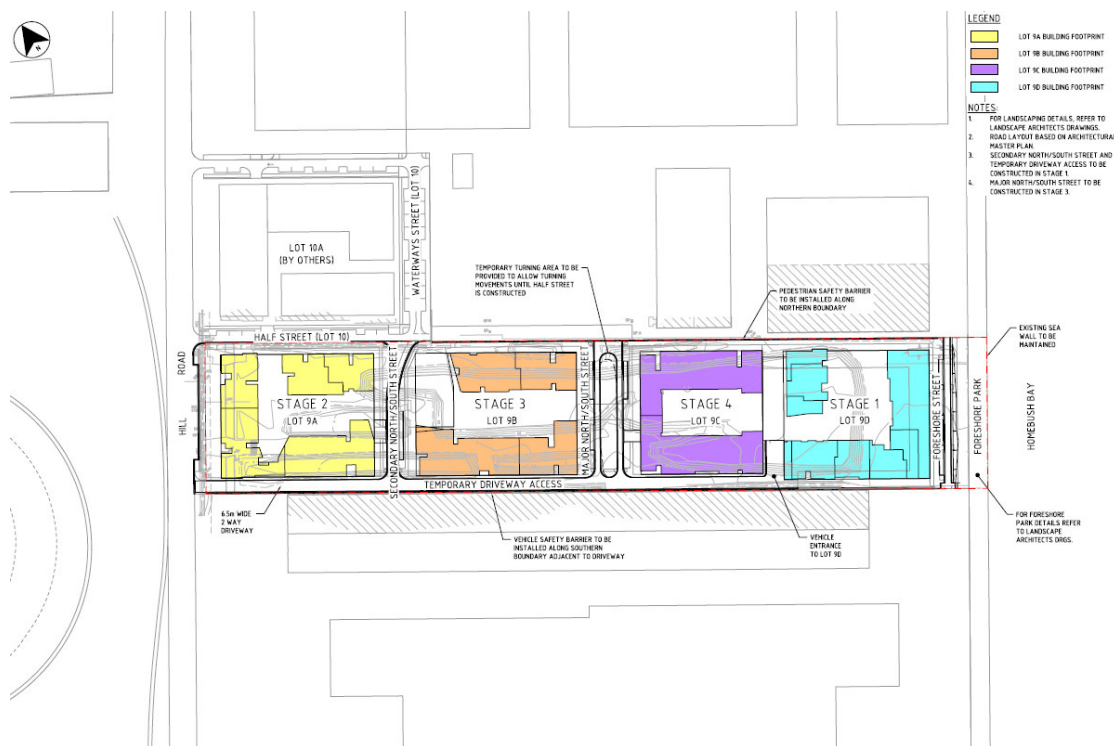 N
LEGEND
LOT 9A BUILDING FOOTPRINT
LOT 9B BUILDING FOOTPRINT
LOT 9C BUILDING FOOTPRINT
LOT 9D BUILDING FOOTPRINT
NOTES:
1. FOR LANDSCAPING DETAILS, REFER TO
LANDSCAPE ARCHITECTS DRAWINGS.
2. ROAD LAYOUT BASED ON ARCHITECTURAL
MASTER PLAN.
3. SECONDARY NORTH/SOUTH STREET AND
TEMPORARY DRIVEWAY ACCESS TO BE
CONSTRUCTED IN STAGE 1.
4. MAJOR NORTH/SOUTH STREET TO BE
CONSTRUCTED IN STAGE 3.
WATERWAYS STREET (LOT 10)
LOT 10A
(BY OTHERS)
TEMPORARY TURNING AREA TO BE
PROVIDED TO ALLOW TURNING
MOVEMENTS UNTIL HALF STREET
IS CONSTRUCTED
PEDESTRIAN SAFETY BARRIER
TO BE INSTALLED ALONG
NORTHERN BOUNDARY
EXISTING SEA
WALL TO BE
MAINTAINED
HALF STREET (LOT 10)
HILL ROAD
STAGE 2
LOT 9A
SECONDARY NORTH/SOUTH STREET
STAGE 3
LOT 9B
MAJOR NORTH/SOUTH STREET
STAGE 4
LOT 9C
STAGE 1
LOT 9D
FORESHORE STREET
FORESHORE PARK
HOMEBUSH BAY
TEMPORARY DRIVEWAY ACCESS
6.5m WIDE
2 WAY
DRIVEWAY
VEHICLE SAFETY BARRIER TO BE
INSTALLED ALONG SOUTHERN
BOUNDARY ADJACENT TO DRIVEWAY
VEHICLE
ENTRANCE
TO LOT 9D
FOR FORESHORE
PARK DETAILS REFER
TO LANDSCAPE
ARCHITECTS DRGS.